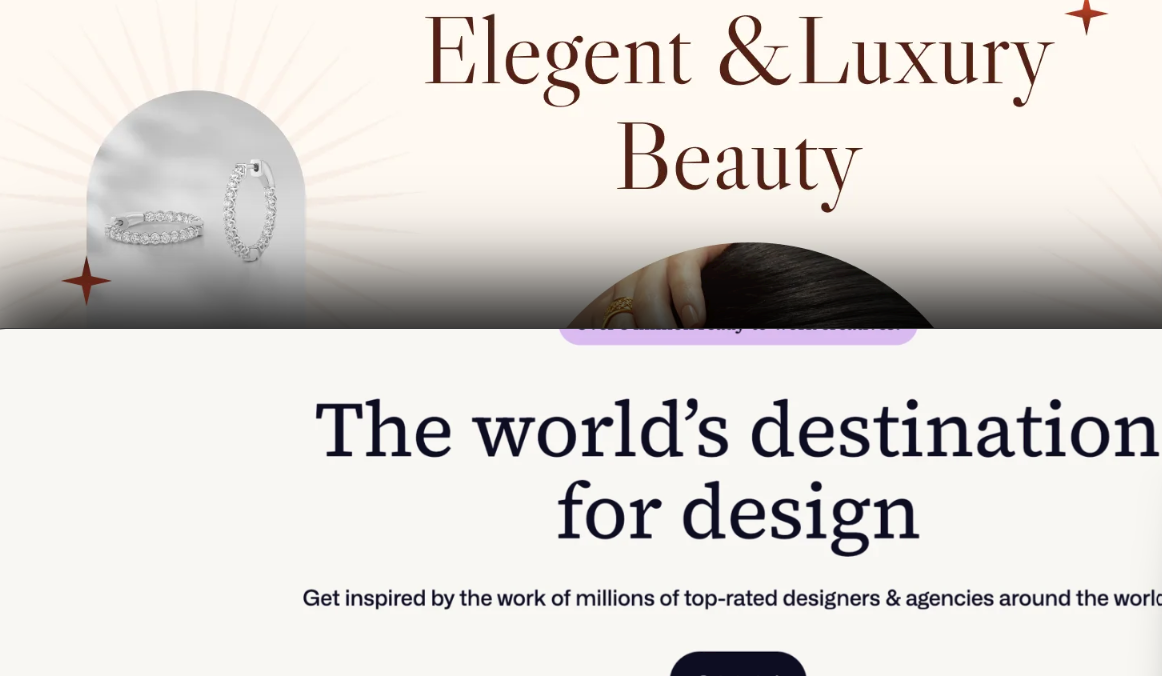 Elegent &Luxury
Beauty
The world’s destination
for design
Get inspired by the work of millions of top-rated designers & agencies around the world